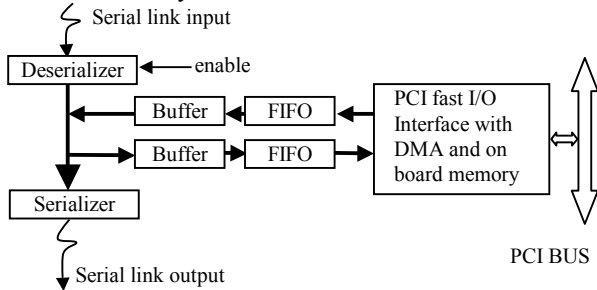 Serial link input
Deserializer
enable
Buffer
FIFO
Buffer
FIFO
PCI fast I/O
Interface with
DMA and on
board memory
Serializer
PCI BUS
Serial link output